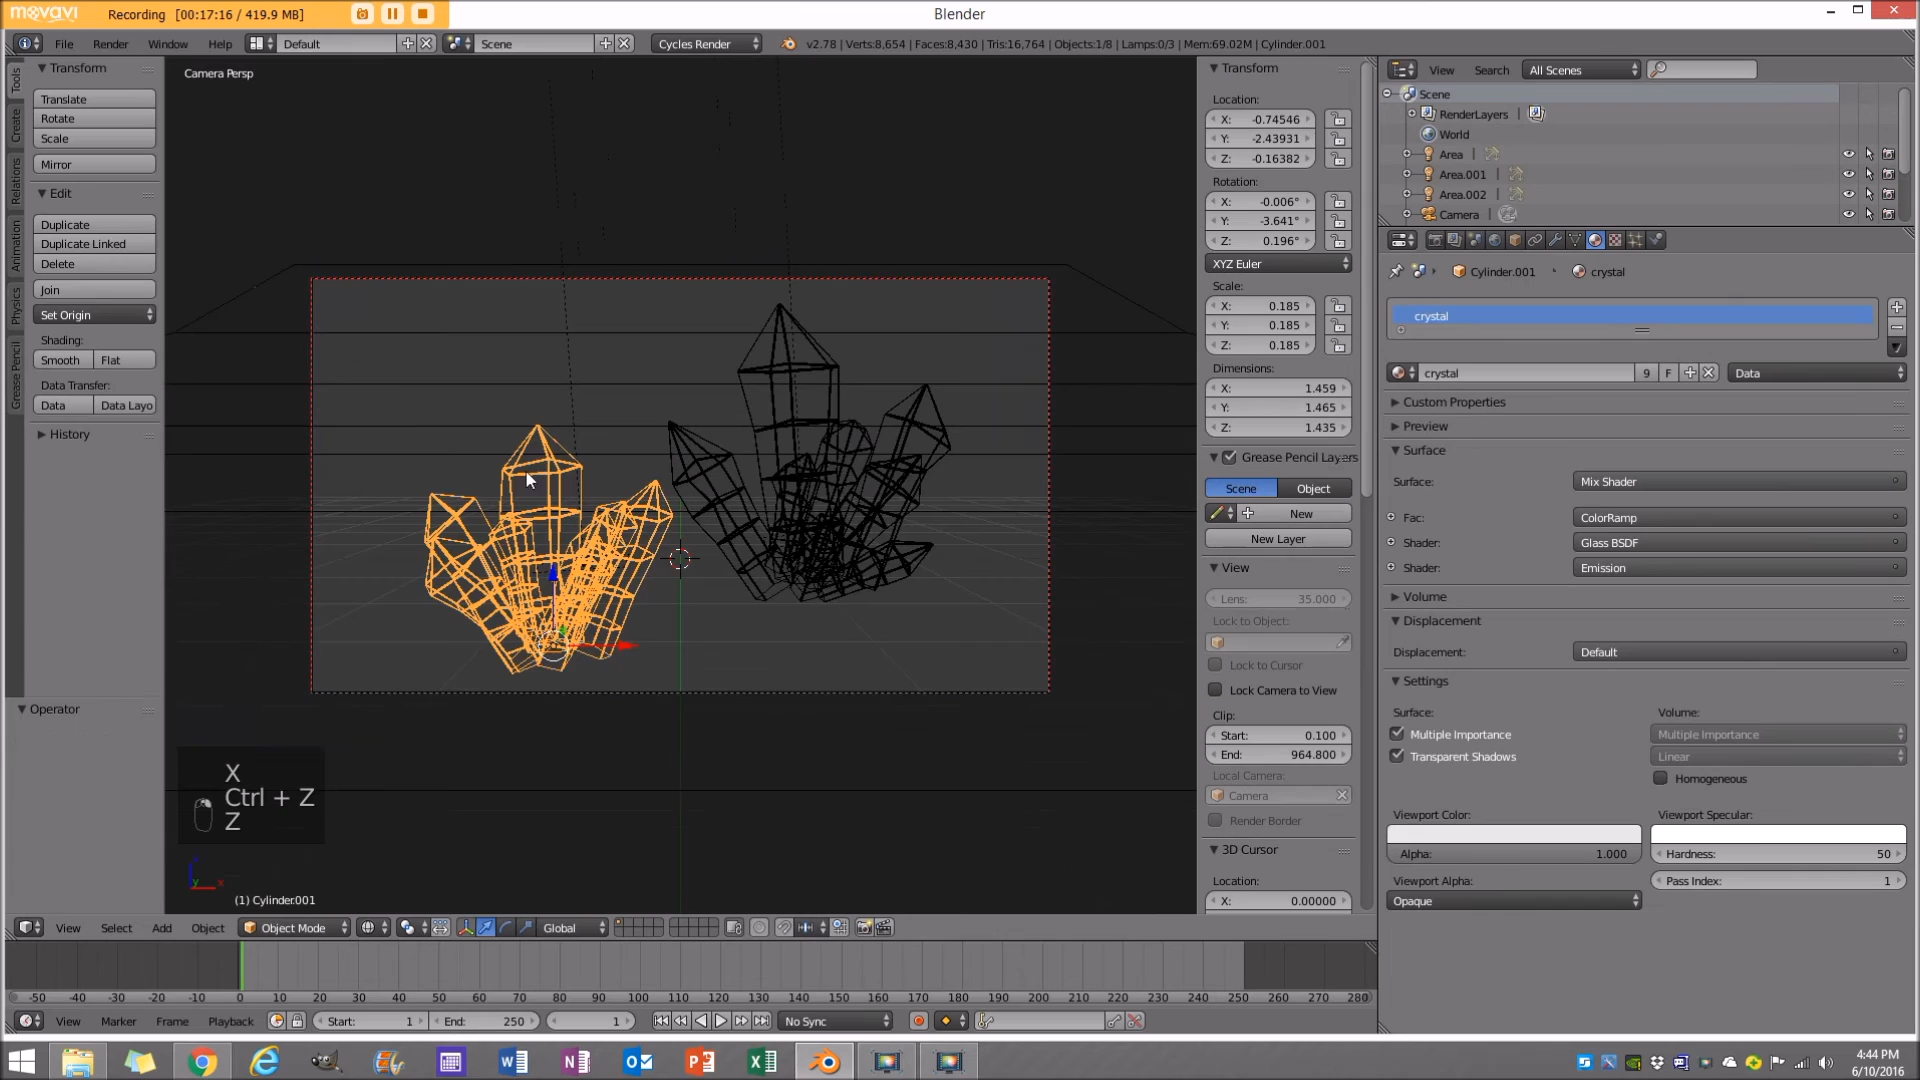 movavi Recording [00:17:16 / 419.9 MB] Blender
File Render Window Help Default Scene Cycles Render v2.78 | Verts:8,654 | Faces:8,430 | Tris:16,764 | Objects:1/8 | Lamps:0/3 | Mem:69.02M | Cylinder.001
Tools
Create
Relations
Animation
Physics
Grease Pencil
Transform
Translate
Rotate
Scale
Mirror
Edit
Duplicate
Duplicate Linked
Delete
Join
Set Origin
Shading:
Smooth Flat
Data Transfer:
Data Data Layo
History
Operator
Camera Persp
X
Ctrl + Z
Z
(1) Cylinder.001
Transform
Location:
X: -0.74546
Y: -2.43931
Z: -0.16382
Rotation:
X: -0.006°
Y: -3.641°
Z: 0.196°
XYZ Euler
Scale:
X: 0.185
Y: 0.185
Z: 0.185
Dimensions:
X: 1.459
Y: 1.465
Z: 1.435
Grease Pencil Layers
Scene Object
New
New Layer
View
Lens: 35.000
Lock to Object:
Lock to Cursor
Lock Camera to View
Clip:
Start: 0.100
End: 964.800
Local Camera:
Camera
Render Border
3D Cursor
Location:
X: 0.00000
View Search All Scenes
Scene
RenderLayers
World
Area
Area.001
Area.002
Camera
Cylinder.001 crystal
crystal
crystal 9 F Data
Custom Properties
Preview
Surface
Surface: Mix Shader
Fac: ColorRamp
Shader: Glass BSDF
Shader: Emission
Volume
Displacement
Displacement: Default
Settings
Surface: Volume:
Multiple Importance Multiple Importance
Transparent Shadows Linear
Homogeneous
Viewport Color: Viewport Specular:
Alpha: 1.000 Hardness: 50
Viewport Alpha: Pass Index: 1
Opaque
View Select Add Object Object Mode Global
-50 -40 -30 -20 -10 0 10 20 30 40 50 60 70 80 90 100 110 120 130 140 150 160 170 180 190 200 210 220 230 240 250 260 270 280
View Marker Frame Playback Start: 1 End: 250 1 No Sync
4:44 PM
6/10/2016